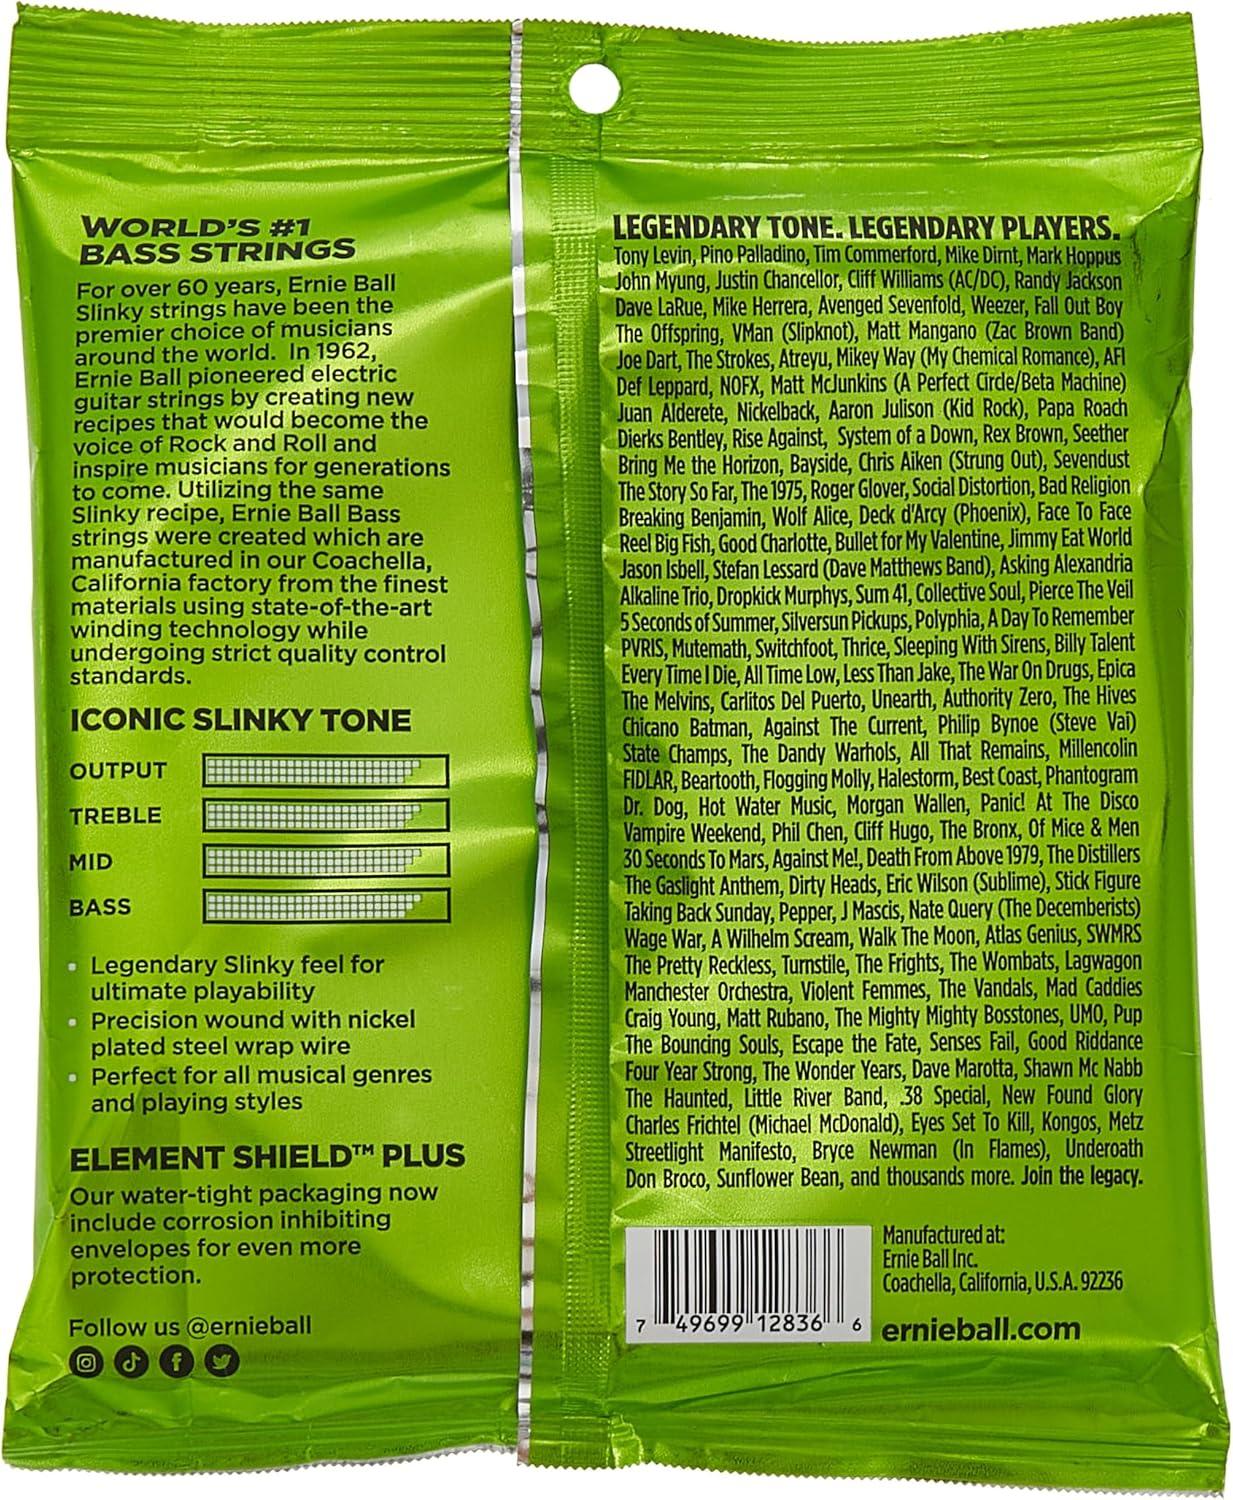 WORLD'S #1
BASS STRINGS
For over 60 years, Ernie Ball
Slinky strings have been the
premier choice of musicians
around the world.  In 1962,
Ernie Ball pioneered electric
guitar strings by creating new
recipes that would become the
voice of Rock and Roll and
inspire musicians for generations
to come. Utilizing the same
Slinky recipe, Ernie Ball Bass
strings were created which are
manufactured in our Coachella,
California factory from the finest
materials using state-of-the-art
winding technology while
undergoing strict quality control
standards.
ICONIC SLINKY TONE
OUTPUT
TREBLE
MID
BASS
• Legendary Slinky feel for
ultimate playability
• Precision wound with nickel
plated steel wrap wire
• Perfect for all musical genres
and playing styles
ELEMENT SHIELD™ PLUS
Our water-tight packaging now
include corrosion inhibiting
envelopes for even more
protection.
Follow us @ernieball
LEGENDARY TONE. LEGENDARY PLAYERS.
Tony Levin, Pino Palladino, Tim Commerford, Mike Dirnt, Mark Hoppus
John Myung, Justin Chancellor, Cliff Williams (AC/DC), Randy Jackson
Dave LaRue, Mike Herrera, Avenged Sevenfold, Weezer, Fall Out Boy
The Offspring, VMan (Slipknot), Matt Mangano (Zac Brown Band)
Joe Dart, The Strokes, Atreyu, Mikey Way (My Chemical Romance), AFI
Def Leppard, NOFX, Matt McJunkins (A Perfect Circle/Beta Machine)
Juan Alderete, Nickelback, Aaron Julison (Kid Rock), Papa Roach
Dierks Bentley, Rise Against,  System of a Down, Rex Brown, Seether
Bring Me the Horizon, Bayside, Chris Aiken (Strung Out), Sevendust
The Story So Far, The 1975, Roger Glover, Social Distortion, Bad Religion
Breaking Benjamin, Wolf Alice, Deck d'Arcy (Phoenix), Face To Face
Reel Big Fish, Good Charlotte, Bullet for My Valentine, Jimmy Eat World
Jason Isbell, Stefan Lessard (Dave Matthews Band), Asking Alexandria
Alkaline Trio, Dropkick Murphys, Sum 41, Collective Soul, Pierce The Veil
5 Seconds of Summer, Silversun Pickups, Polyphia, A Day To Remember
PVRIS, Mutemath, Switchfoot, Thrice, Sleeping With Sirens, Billy Talent
Every Time I Die, All Time Low, Less Than Jake, The War On Drugs, Epica
The Melvins, Carlitos Del Puerto, Unearth, Authority Zero, The Hives
Chicano Batman, Against The Current, Philip Bynoe (Steve Vai)
State Champs, The Dandy Warhols, All That Remains, Millencolin
FIDLAR, Beartooth, Flogging Molly, Halestorm, Best Coast, Phantogram
Dr. Dog, Hot Water Music, Morgan Wallen, Panic! At The Disco
Vampire Weekend, Phil Chen, Cliff Hugo, The Bronx, Of Mice & Men
30 Seconds To Mars, Against Me!, Death From Above 1979, The Distillers
The Gaslight Anthem, Dirty Heads, Eric Wilson (Sublime), Stick Figure
Taking Back Sunday, Pepper, J Mascis, Nate Query (The Decemberists)
Wage War, A Wilhelm Scream, Walk The Moon, Atlas Genius, SWMRS
The Pretty Reckless, Turnstile, The Frights, The Wombats, Lagwagon
Manchester Orchestra, Violent Femmes, The Vandals, Mad Caddies
Craig Young, Matt Rubano, The Mighty Mighty Bosstones, UMO, Pup
The Bouncing Souls, Escape the Fate, Senses Fail, Good Riddance
Four Year Strong, The Wonder Years, Dave Marotta, Shawn Mc Nabb
The Haunted, Little River Band, .38 Special, New Found Glory
Charles Frichtel (Michael McDonald), Eyes Set To Kill, Kongos, Metz
Streetlight Manifesto, Bryce Newman (In Flames), Underoath
Don Broco, Sunflower Bean, and thousands more. Join the legacy.
7 49699 12836 6
Manufactured at:
Ernie Ball Inc.
Coachella, California, U.S.A. 92236
ernieball.com